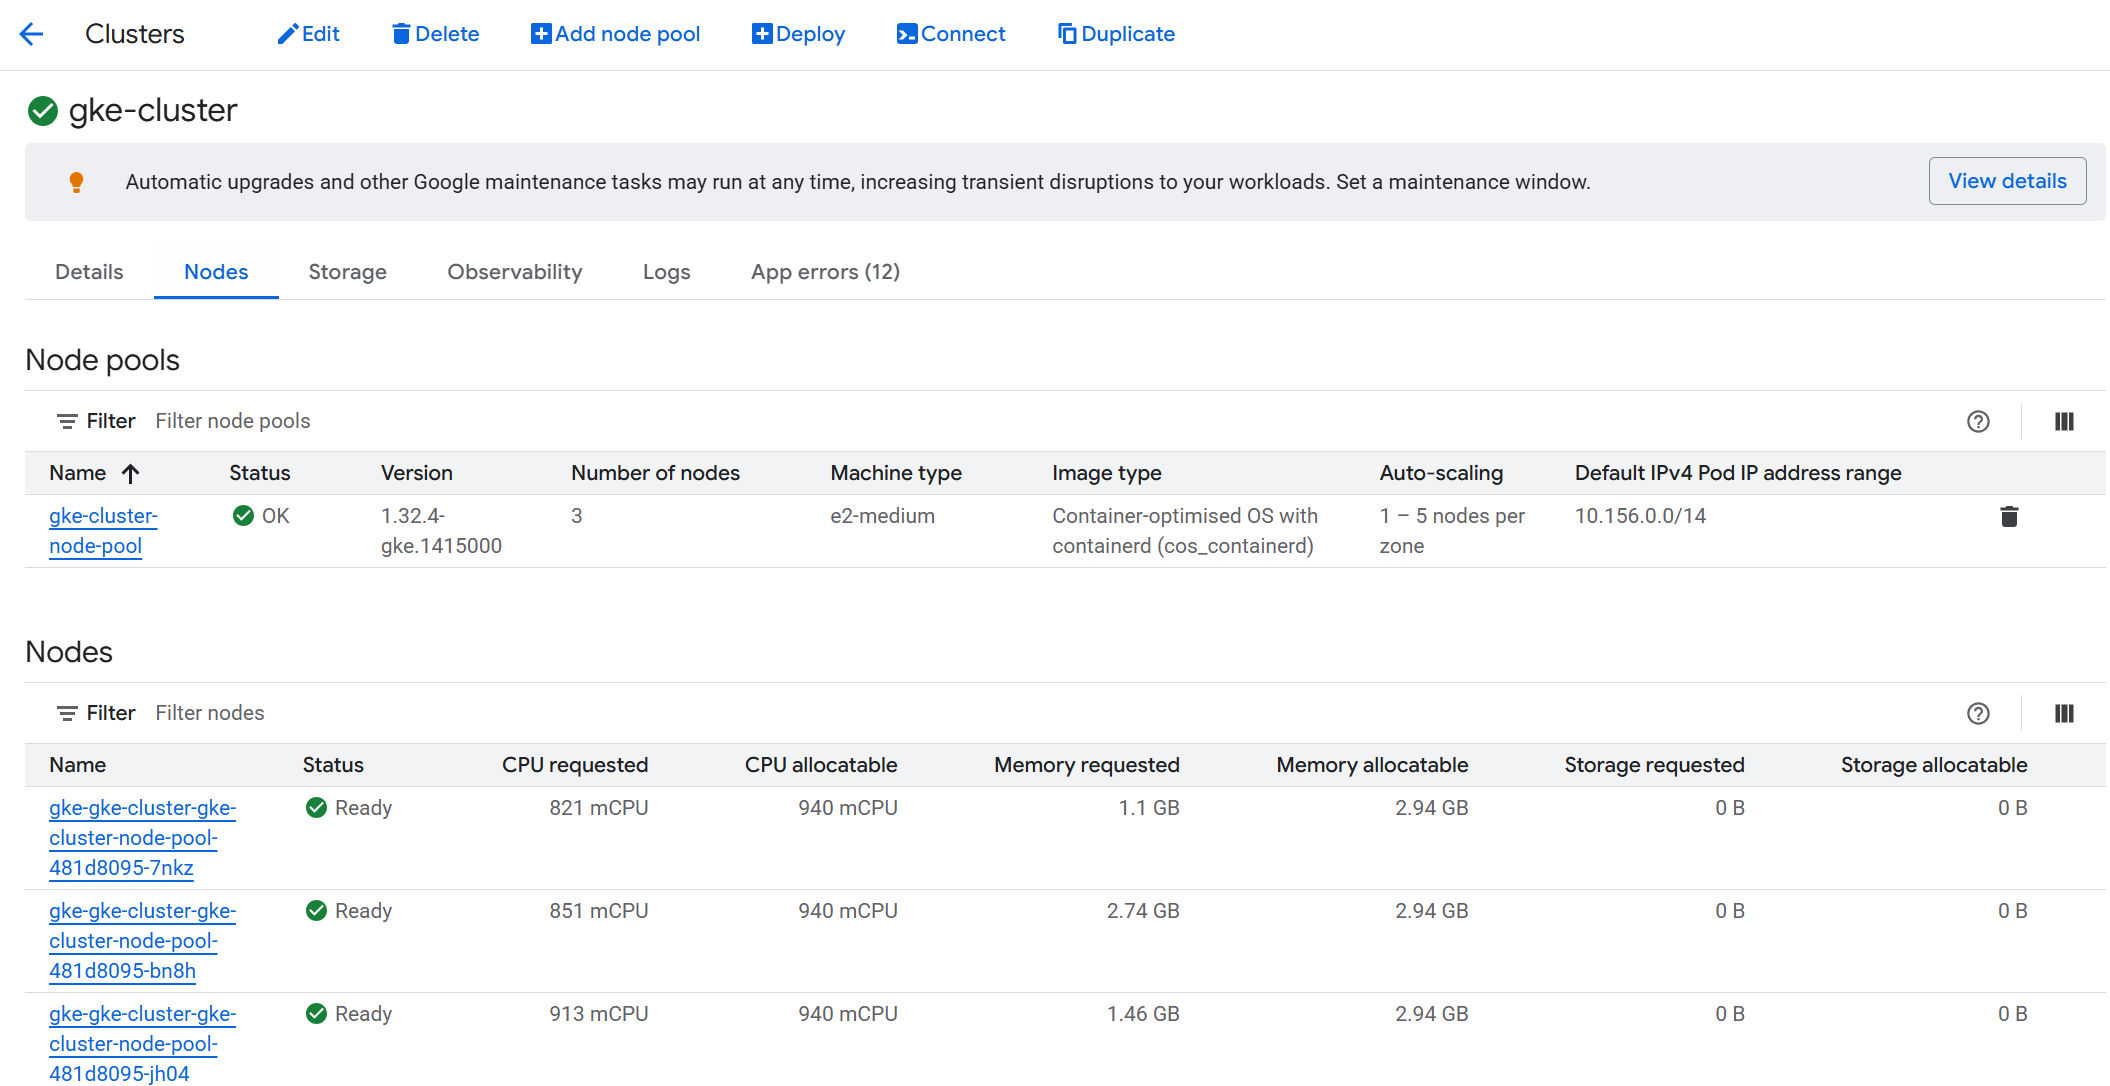 Clusters Edit Delete Add node pool Deploy Connect Duplicate
gke-cluster
Automatic upgrades and other Google maintenance tasks may run at any time, increasing transient disruptions to your workloads. Set a maintenance window. View details
Details Nodes Storage Observability Logs App errors (12)
Node pools
Filter Filter node pools
Name Status Version Number of nodes Machine type Image type Auto-scaling Default IPv4 Pod IP address range
gke-cluster- OK 1.32.4- 3 e2-medium Container-optimised OS with 1 – 5 nodes per 10.156.0.0/14
node-pool gke.1415000 containerd (cos_containerd) zone
Nodes
Filter Filter nodes
Name Status CPU requested CPU allocatable Memory requested Memory allocatable Storage requested Storage allocatable
gke-gke-cluster-gke- Ready 821 mCPU 940 mCPU 1.1 GB 2.94 GB 0 B 0 B
cluster-node-pool-
481d8095-7nkz
gke-gke-cluster-gke- Ready 851 mCPU 940 mCPU 2.74 GB 2.94 GB 0 B 0 B
cluster-node-pool-
481d8095-bn8h
gke-gke-cluster-gke- Ready 913 mCPU 940 mCPU 1.46 GB 2.94 GB 0 B 0 B
cluster-node-pool-
481d8095-jh04